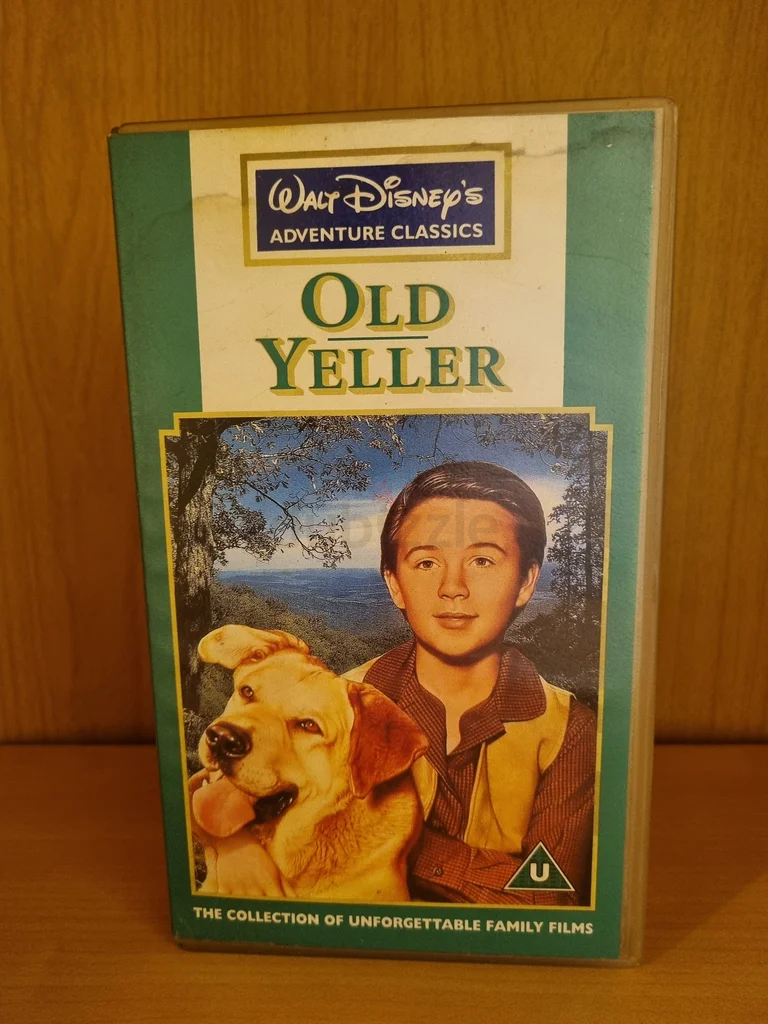 WALT DISNEY'S
ADVENTURE CLASSICS
OLD
YELLER
U
THE COLLECTION OF UNFORGETTABLE FAMILY FILMS